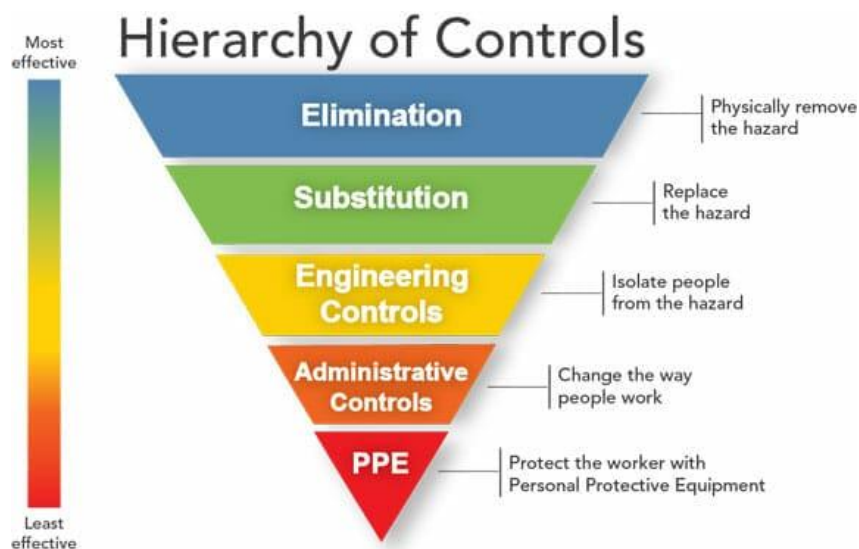 Hierarchy of Controls
Most
effective
Elimination
Physically remove
the hazard
Substitution
Replace
the hazard
Engineering
Controls
Isolate people
from the hazard
Administrative
Controls
Change the way
people work
PPE
Protect the worker with
Personal Protective Equipment
Least
effective